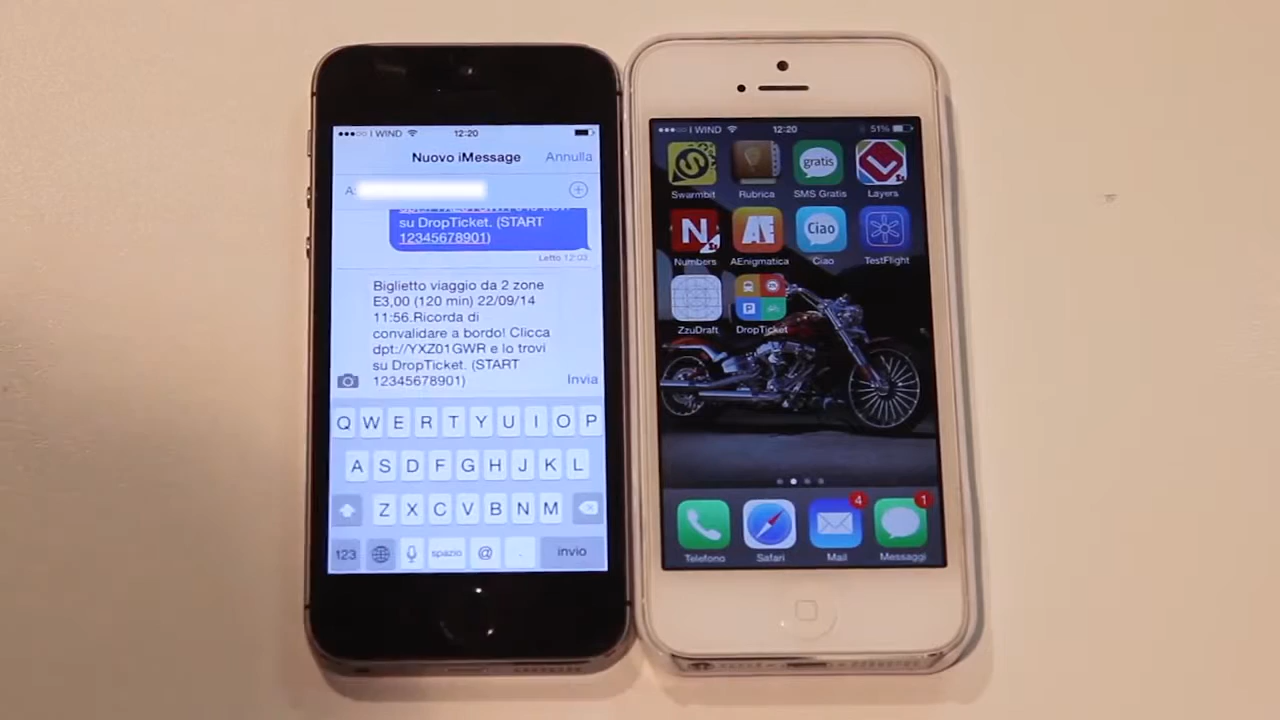 I WIND
12:20
Nuovo iMessage
Annulla
A:
su DropTicket. (START
12345678901)
Letto 12:03
Biglietto viaggio da 2 zone
E3,00 (120 min) 22/09/14
11:56.Ricorda di
convalidare a bordo! Clicca
dpt://YXZ01GWR e lo trovi
su DropTicket. (START
12345678901)
Invia
Q W E R T Y U I O P
A S D F G H J K L
Z X C V B N M
123
spazio
@
.
invio
I WIND
12:20
51%
S
gratis
L
Swarmbit
Rubrica
SMS Gratis
Layers
N
AE
Ciao
Numbers
AEnigmatica
Ciao
TestFlight
P
ZzuDraft
DropTicket
4
1
Telefono
Safari
Mail
Messaggi